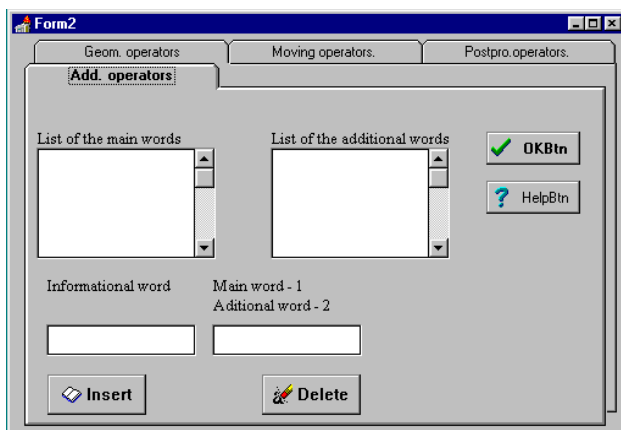 Form2
Geom. operators
Moving operators.
Postpro.operators.
Add. operators
List of the main words
List of the additional words
OKBtn
HelpBtn
Informational word
Main word - 1
Aditional word - 2
Insert
Delete